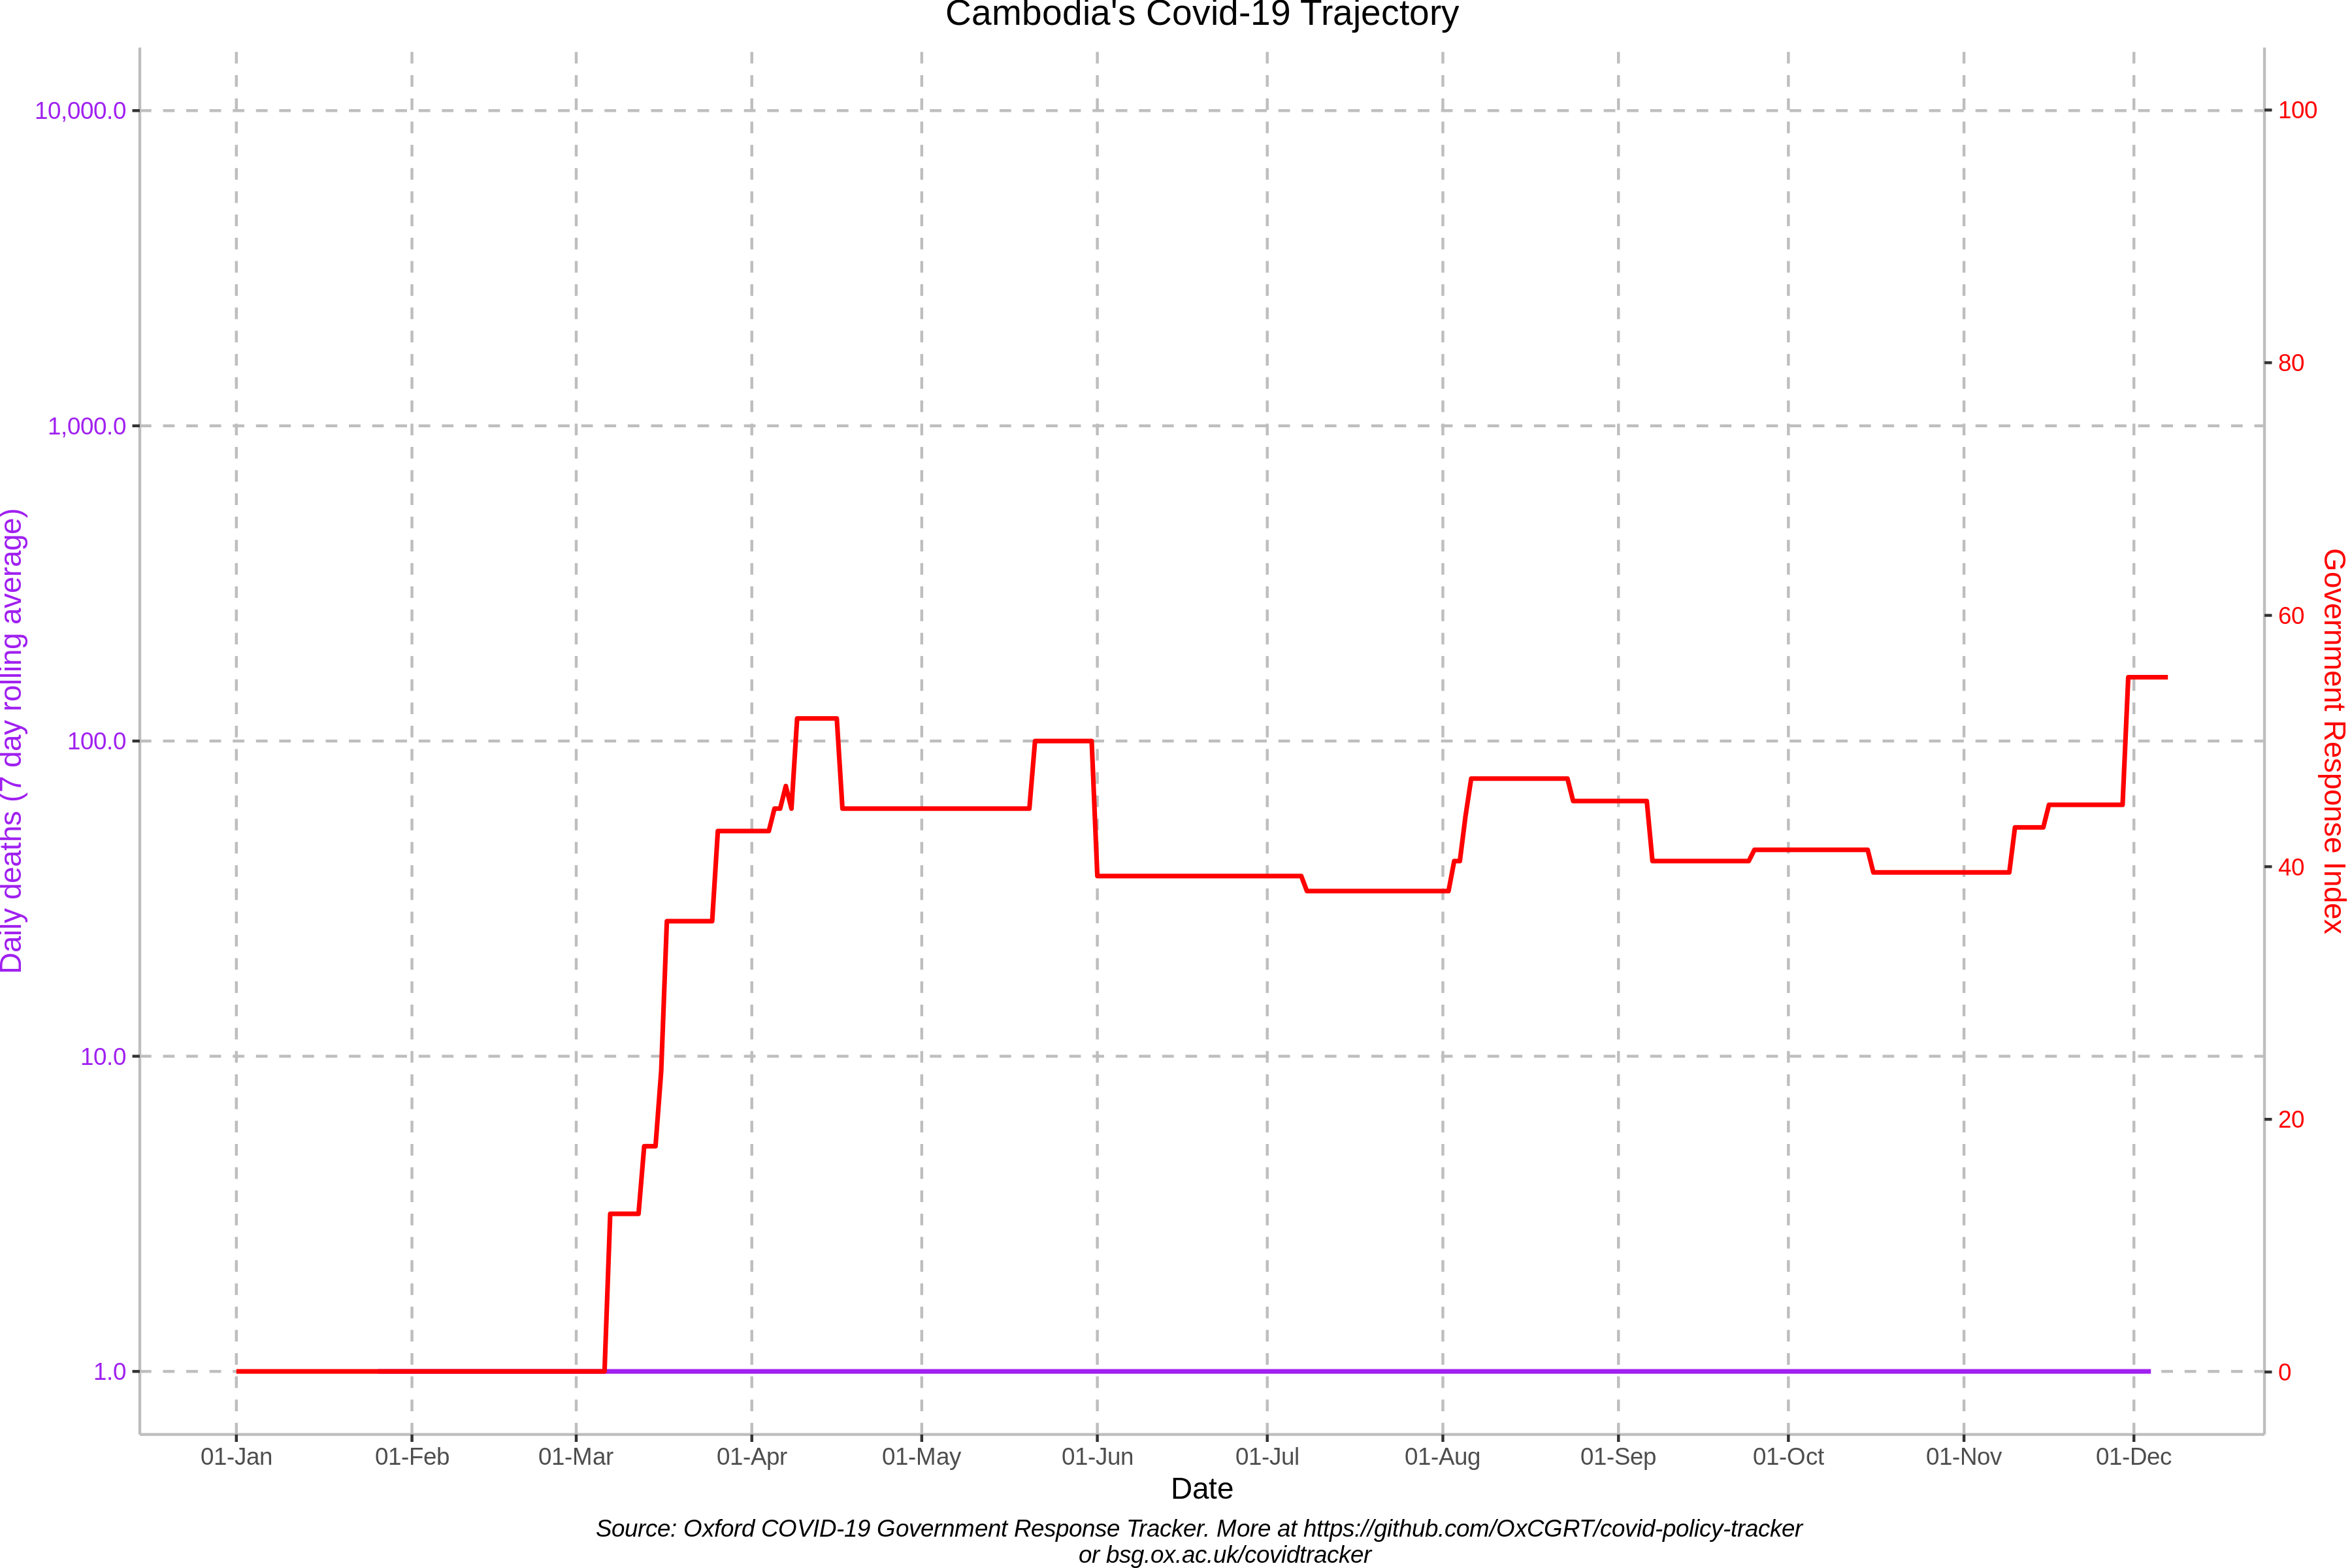 Cambodia's Covid-19 Trajectory
10,000.0
1,000.0
100.0
10.0
1.0
Daily deaths (7 day rolling average)
100
80
60
40
20
0
Government Response Index
01-Jan
01-Feb
01-Mar
01-Apr
01-May
01-Jun
01-Jul
01-Aug
01-Sep
01-Oct
01-Nov
01-Dec
Date
Source: Oxford COVID-19 Government Response Tracker. More at https://github.com/OxCGRT/covid-policy-tracker
or bsg.ox.ac.uk/covidtracker